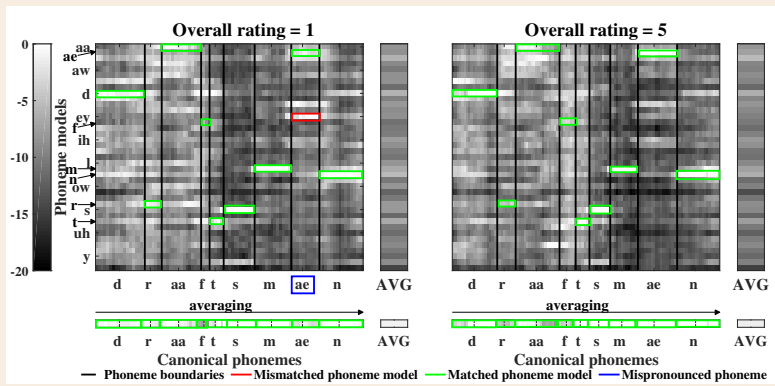 Overall rating = 1
Overall rating = 5
0
-5
-10
-15
-20
Phoneme models
aa
ae
aw
d
ey
f
ih
l
m
n
ow
r
s
t
uh
y
d r aa f t s m ae n AVG
d r aa f t s m ae n AVG
averaging
averaging
d r aa f t s m ae n AVG
d r aa f t s m ae n AVG
Canonical phonemes
Canonical phonemes
Phoneme boundaries Mismatched phoneme model Matched phoneme model Mispronounced phoneme